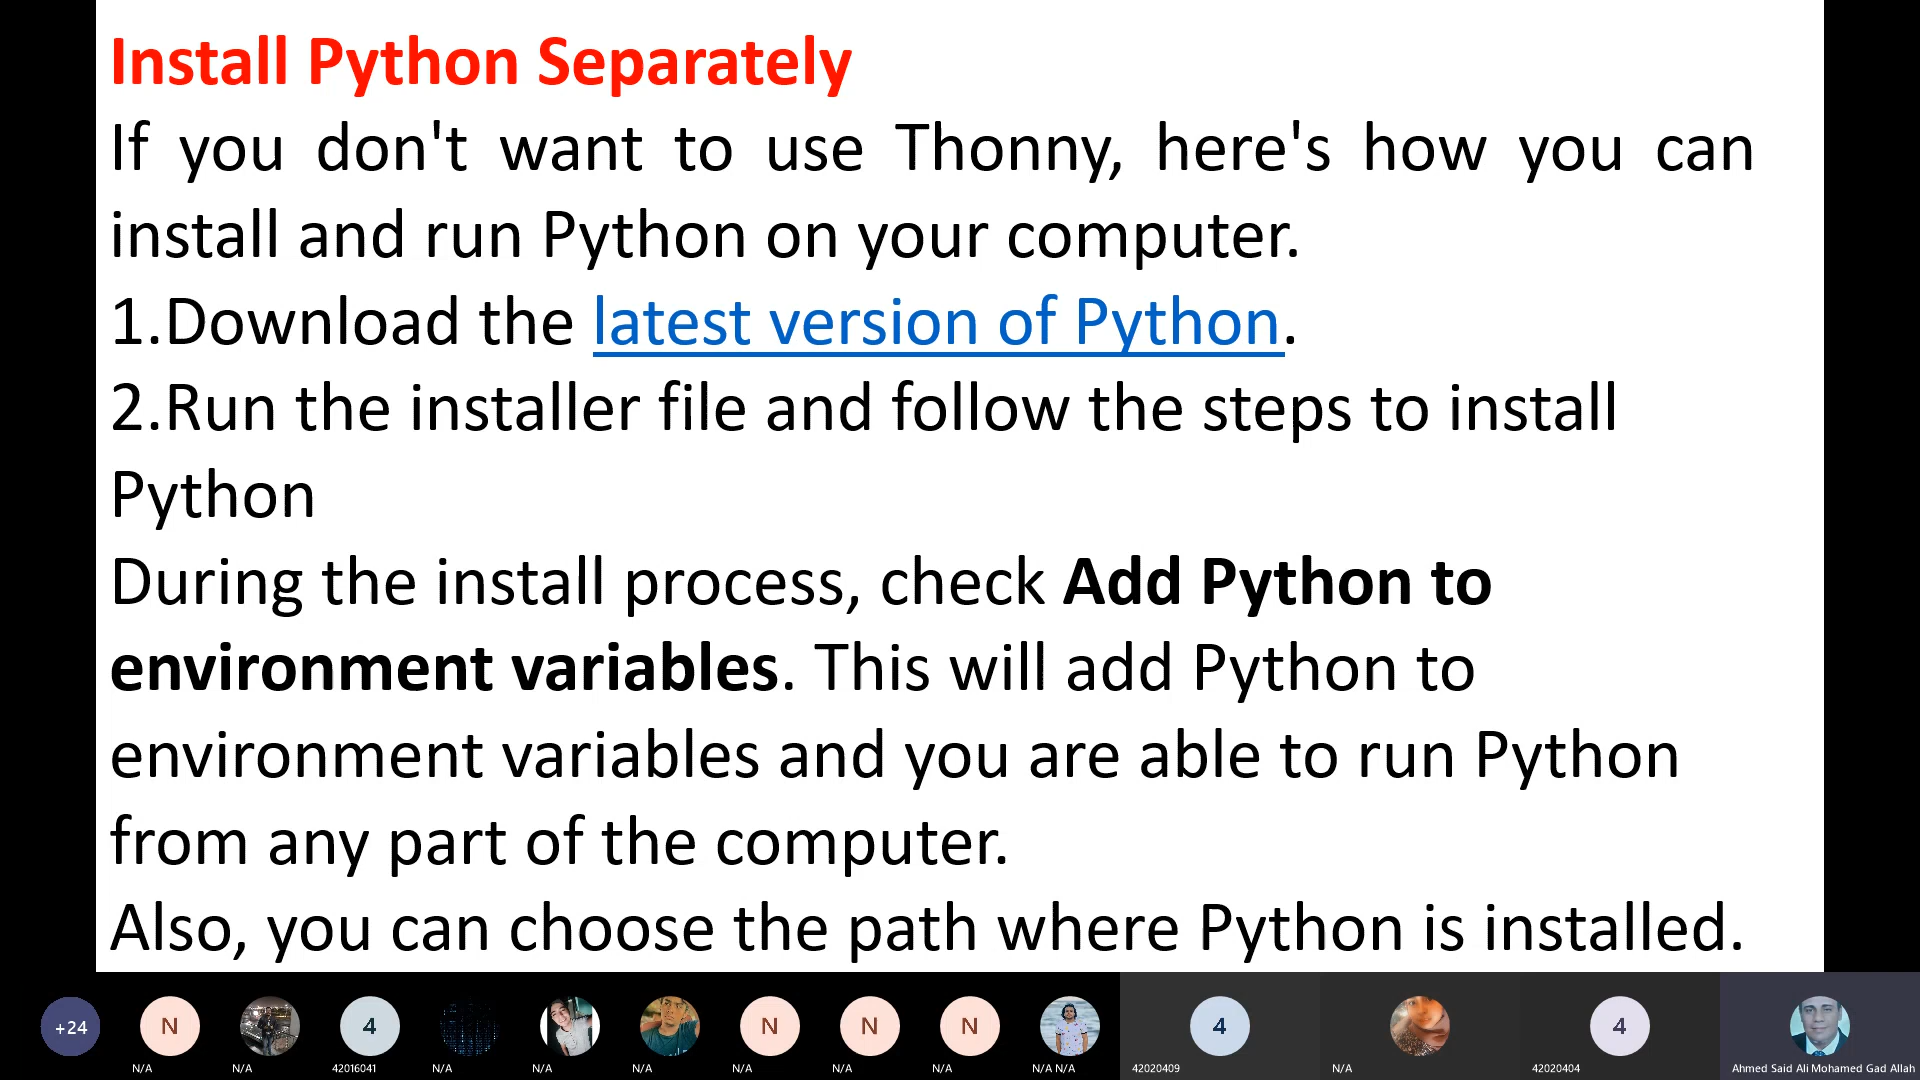 Install Python Separately
If you don't want to use Thonny, here's how you can
install and run Python on your computer.
1.Download the latest version of Python.
2.Run the installer file and follow the steps to install
Python
During the install process, check Add Python to
environment variables. This will add Python to
environment variables and you are able to run Python
from any part of the computer.
Also, you can choose the path where Python is installed.
+24 N 4 N N N 4 4
N/A N/A 42016041 N/A N/A N/A N/A N/A N/A N/A N/A 42020409 N/A 42020404 Ahmed Said Ali Mohamed Gad Allah